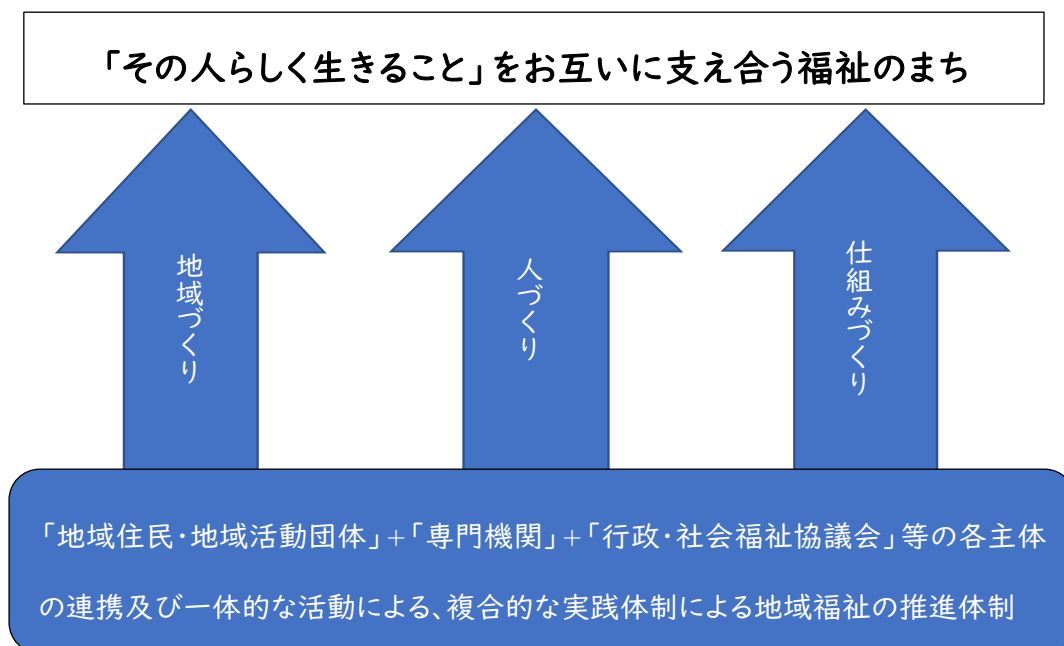 「その人らしく生きること」をお互いに支え合う福祉のまち
地域づくり
人づくり
仕組みづくり
「地域住民・地域活動団体」+「専門機関」+「行政・社会福祉協議会」等の各主体
の連携及び一体的な活動による、複合的な実践体制による地域福祉の推進体制